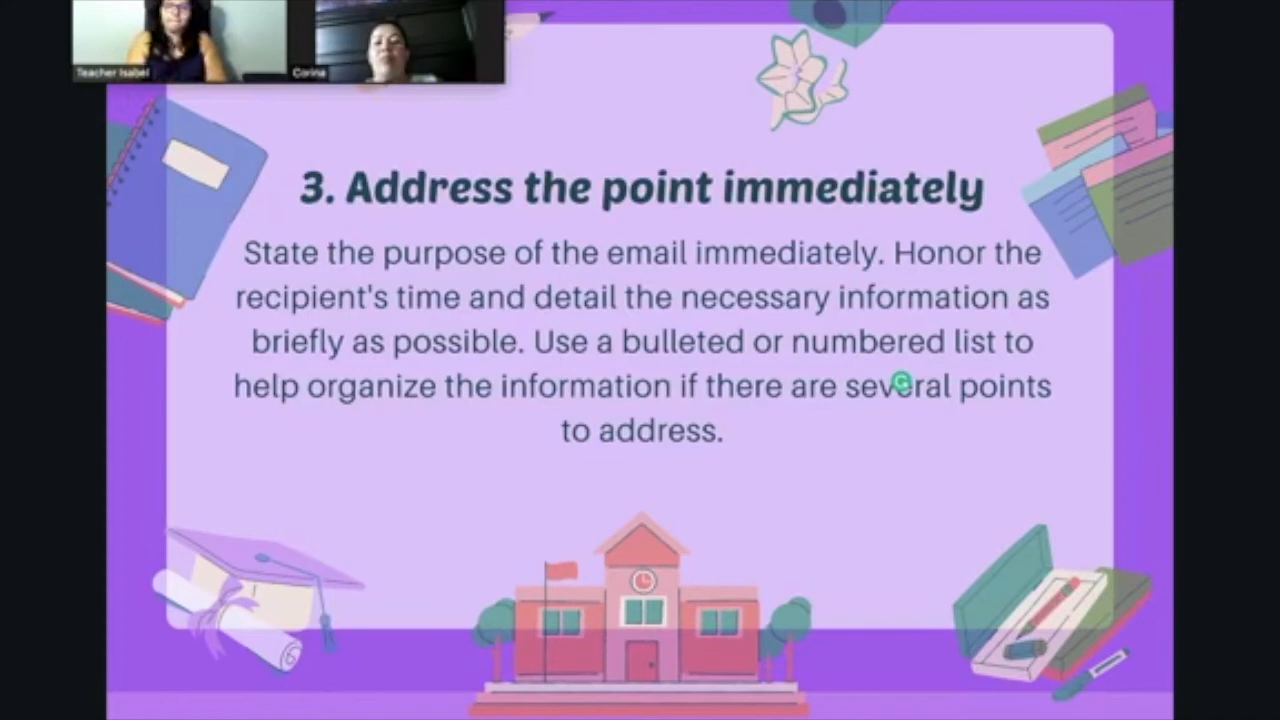 Teacher Isabel
Corina
3. Address the point immediately
State the purpose of the email immediately. Honor the
recipient's time and detail the necessary information as
briefly as possible. Use a bulleted or numbered list to
help organize the information if there are several points
to address.